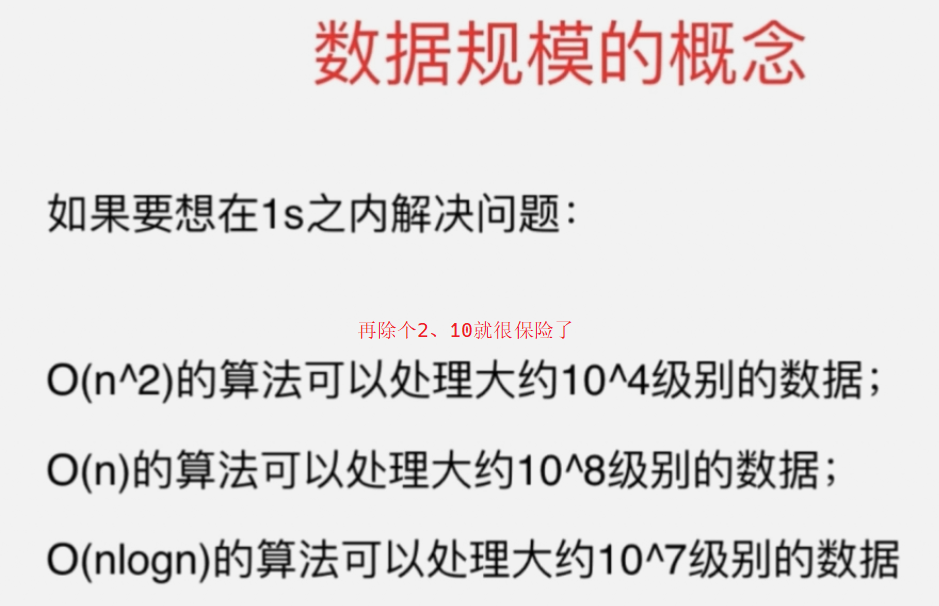 数据规模的概念
如果要想在1s之内解决问题：
再除个2、10就很保险了
O(n^2)的算法可以处理大约10^4级别的数据；
O(n)的算法可以处理大约10^8级别的数据；
O(nlogn)的算法可以处理大约10^7级别的数据